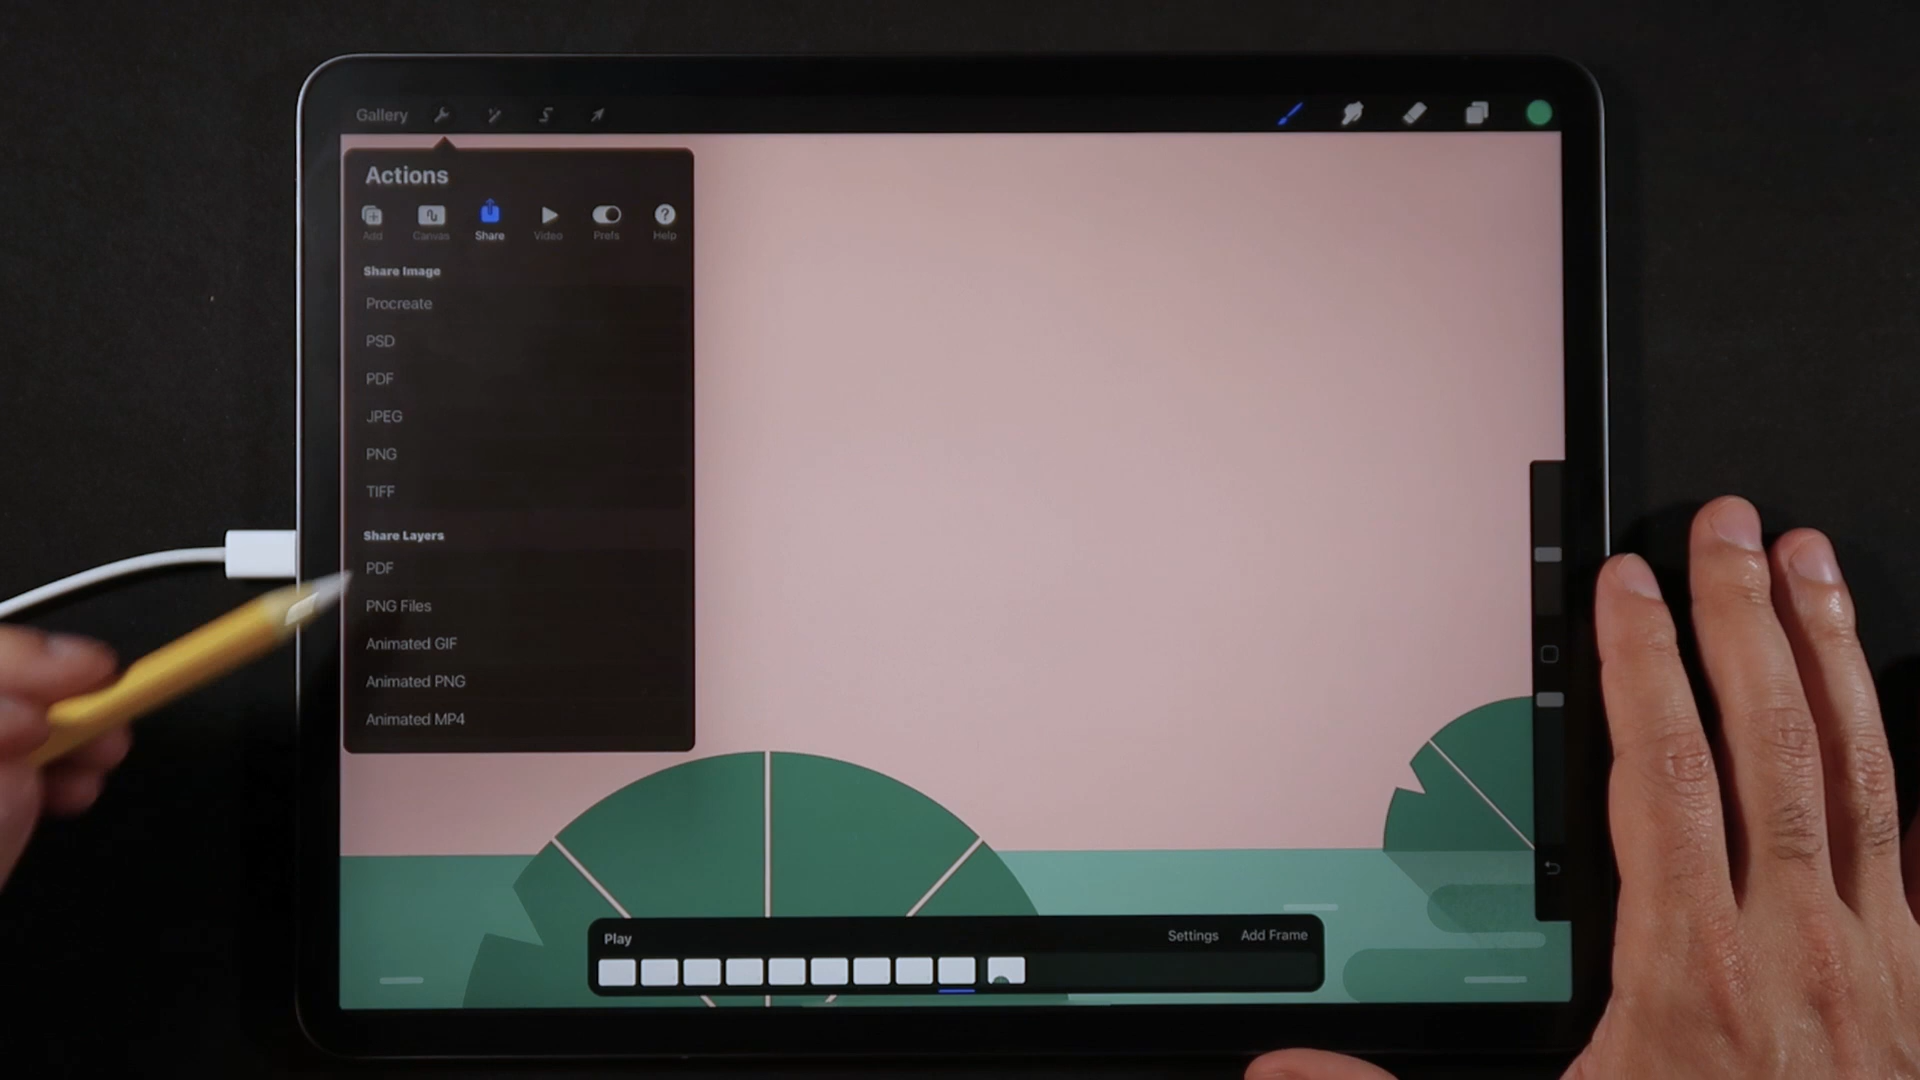 Gallery
Actions
Add Canvas Share Video Prefs Help
Share Image
Procreate
PSD
PDF
JPEG
PNG
TIFF
Share Layers
PDF
PNG Files
Animated GIF
Animated PNG
Animated MP4
Play Settings Add Frame